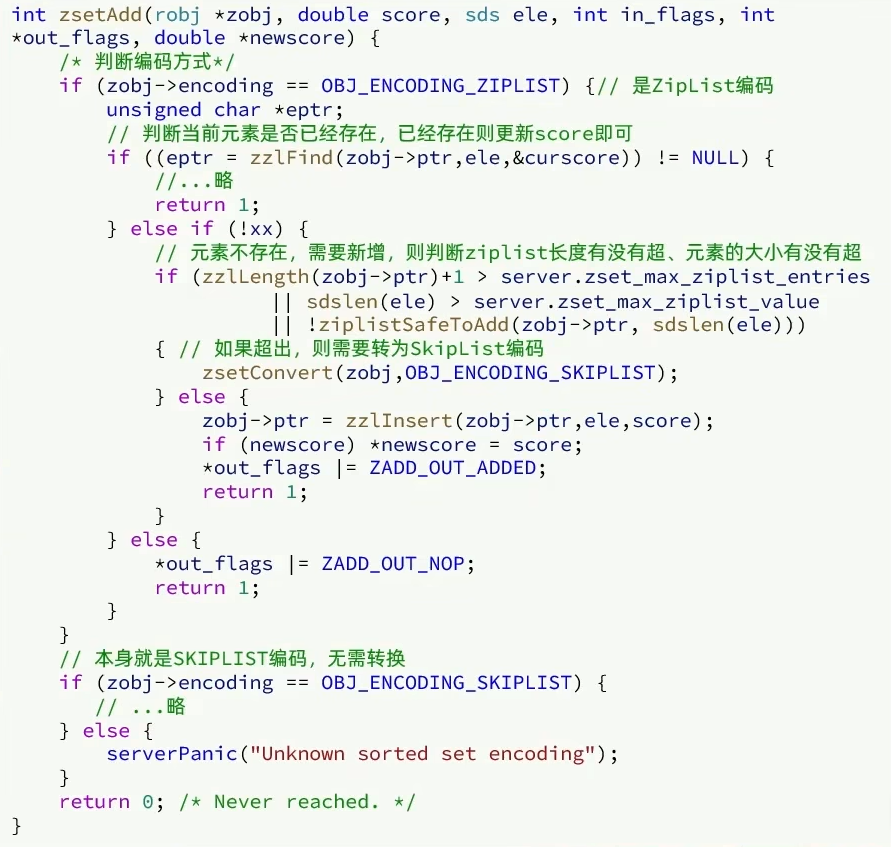 int zsetAdd(robj *zobj, double score, sds ele, int in_flags, int
*out_flags, double *newscore) {
    /* 判断编码方式*/
    if (zobj->encoding == OBJ_ENCODING_ZIPLIST) {// 是ZipList编码
        unsigned char *eptr;
        // 判断当前元素是否已经存在，已经存在则更新score即可
        if ((eptr = zzlFind(zobj->ptr,ele,&curscore)) != NULL) {
            //...略
            return 1;
        } else if (!xx) {
            // 元素不存在，需要新增，则判断ziplist长度有没有超、元素的大小有没有超
            if (zzlLength(zobj->ptr)+1 > server.zset_max_ziplist_entries
                      || sdslen(ele) > server.zset_max_ziplist_value
                      || !ziplistSafeToAdd(zobj->ptr, sdslen(ele)))
            { // 如果超出，则需要转为SkipList编码
                zsetConvert(zobj,OBJ_ENCODING_SKIPLIST);
            } else {
                zobj->ptr = zzlInsert(zobj->ptr,ele,score);
                if (newscore) *newscore = score;
                *out_flags |= ZADD_OUT_ADDED;
                return 1;
            }
        } else {
            *out_flags |= ZADD_OUT_NOP;
            return 1;
        }
    }
    // 本身就是SKIPLIST编码，无需转换
    if (zobj->encoding == OBJ_ENCODING_SKIPLIST) {
       // ...略
    } else {
        serverPanic("Unknown sorted set encoding");
    }
    return 0; /* Never reached. */
}